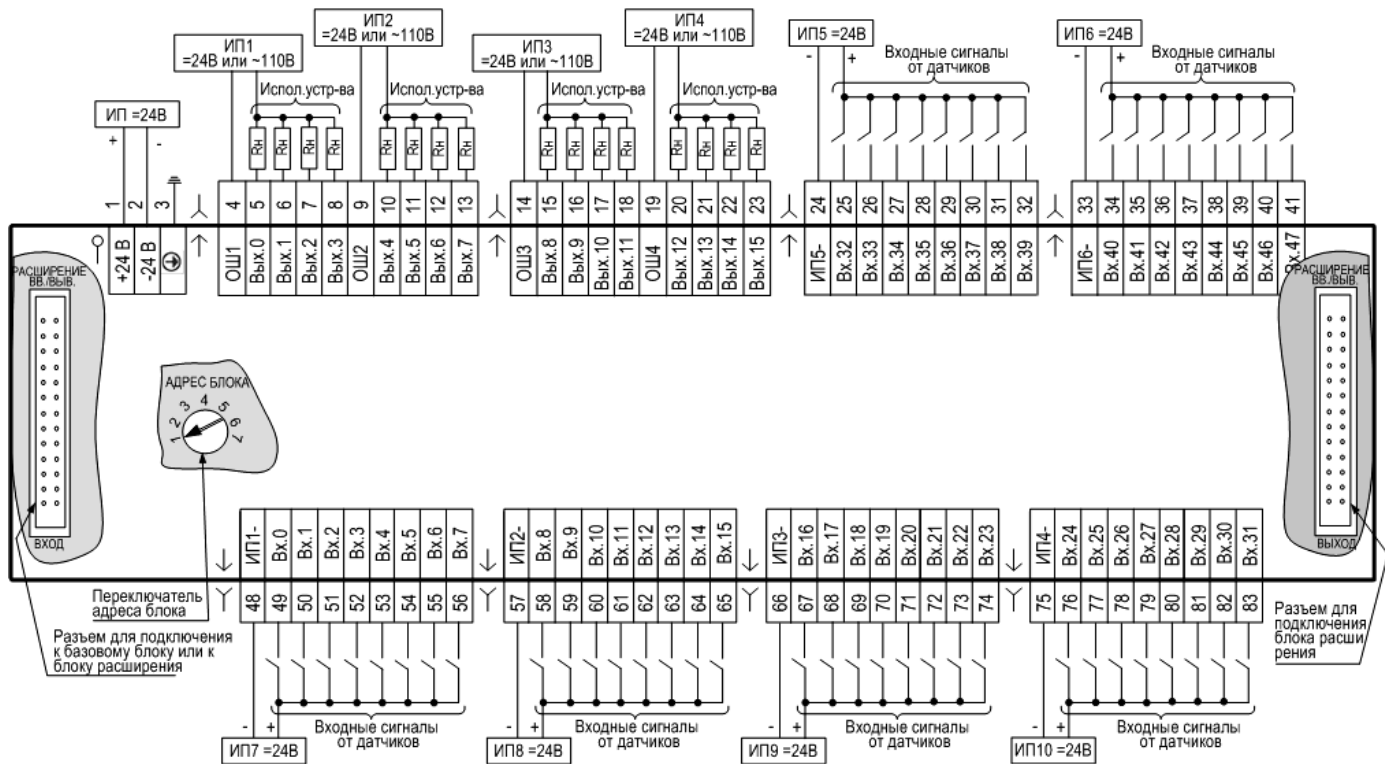 ИП2
=24В или ~110В
ИП4
=24В или ~110В
ИП1
=24В или ~110В
ИП3
=24В или ~110В
ИП5 =24В
- +
Входные сигналы
от датчиков
ИП6 =24В
- +
Входные сигналы
от датчиков
Испол.устр-ва
Испол.устр-ва
Испол.устр-ва
Испол.устр-ва
ИП =24В
+ -
Rн Rн Rн Rн Rн Rн Rн Rн
Rн Rн Rн Rн Rн Rн Rн Rн
1 2 3
4 5 6 7 8 9 10 11 12 13
14 15 16 17 18 19 20 21 22 23
24 25 26 27 28 29 30 31 32
33 34 35 36 37 38 39 40 41
+24 В -24 В
ОШ1 Вых.0 Вых.1 Вых.2 Вых.3 ОШ2 Вых.4 Вых.5 Вых.6 Вых.7
ОШ3 Вых.8 Вых.9 Вых.10 Вых.11 ОШ4 Вых.12 Вых.13 Вых.14 Вых.15
ИП5- Вх.32 Вх.33 Вх.34 Вх.35 Вх.36 Вх.37 Вх.38 Вх.39
ИП6- Вх.40 Вх.41 Вх.42 Вх.43 Вх.44 Вх.45 Вх.46 Вх.47
РАСШИРЕНИЕ
ВВ./ВЫВ.
РАСШИРЕНИЕ
ВВ./ВЫВ.
АДРЕС БЛОКА
1 2 3 4 5 6 7
ВХОД
ВЫХОД
ИП1- Вх.0 Вх.1 Вх.2 Вх.3 Вх.4 Вх.5 Вх.6 Вх.7
ИП2- Вх.8 Вх.9 Вх.10 Вх.11 Вх.12 Вх.13 Вх.14 Вх.15
ИП3- Вх.16 Вх.17 Вх.18 Вх.19 Вх.20 Вх.21 Вх.22 Вх.23
ИП4- Вх.24 Вх.25 Вх.26 Вх.27 Вх.28 Вх.29 Вх.30 Вх.31
48 49 50 51 52 53 54 55 56
57 58 59 60 61 62 63 64 65
66 67 68 69 70 71 72 73 74
75 76 77 78 79 80 81 82 83
Переключатель
адреса блока
Разъем для подключения
к базовому блоку или к
блоку расширения
Разъем для
подключения
блока расши
рения
- +
ИП7 =24В
Входные сигналы
от датчиков
- +
ИП8 =24В
Входные сигналы
от датчиков
- +
ИП9 =24В
Входные сигналы
от датчиков
- +
ИП10 =24В
Входные сигналы
от датчиков